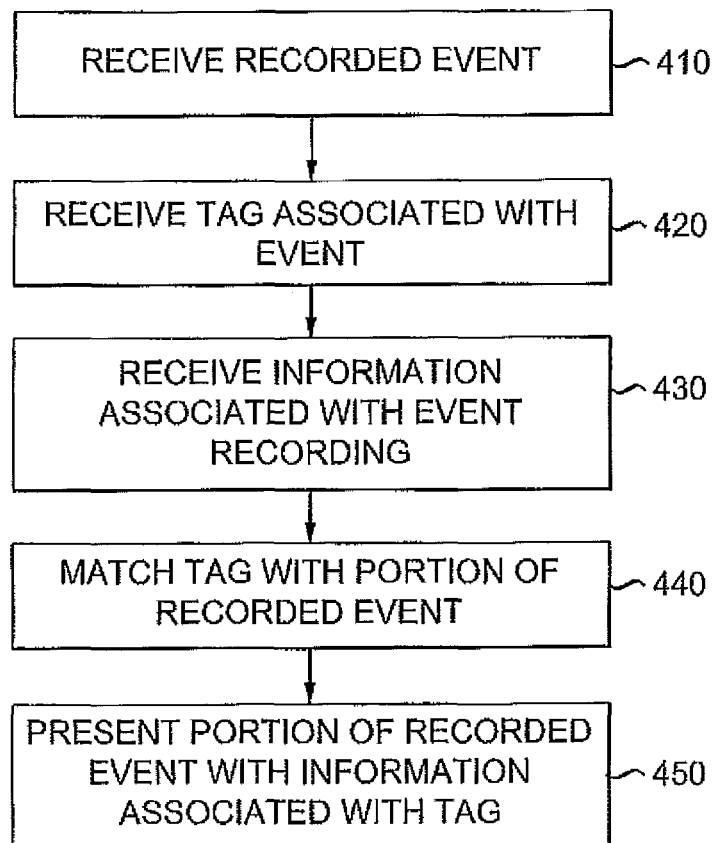 RECEIVE RECORDED EVENT
410
RECEIVE TAG ASSOCIATED WITH
EVENT
420
RECEIVE INFORMATION
ASSOCIATED WITH EVENT
RECORDING
430
MATCH TAG WITH PORTION OF
RECORDED EVENT
440
PRESENT PORTION OF RECORDED
EVENT WITH INFORMATION
ASSOCIATED WITH TAG
450